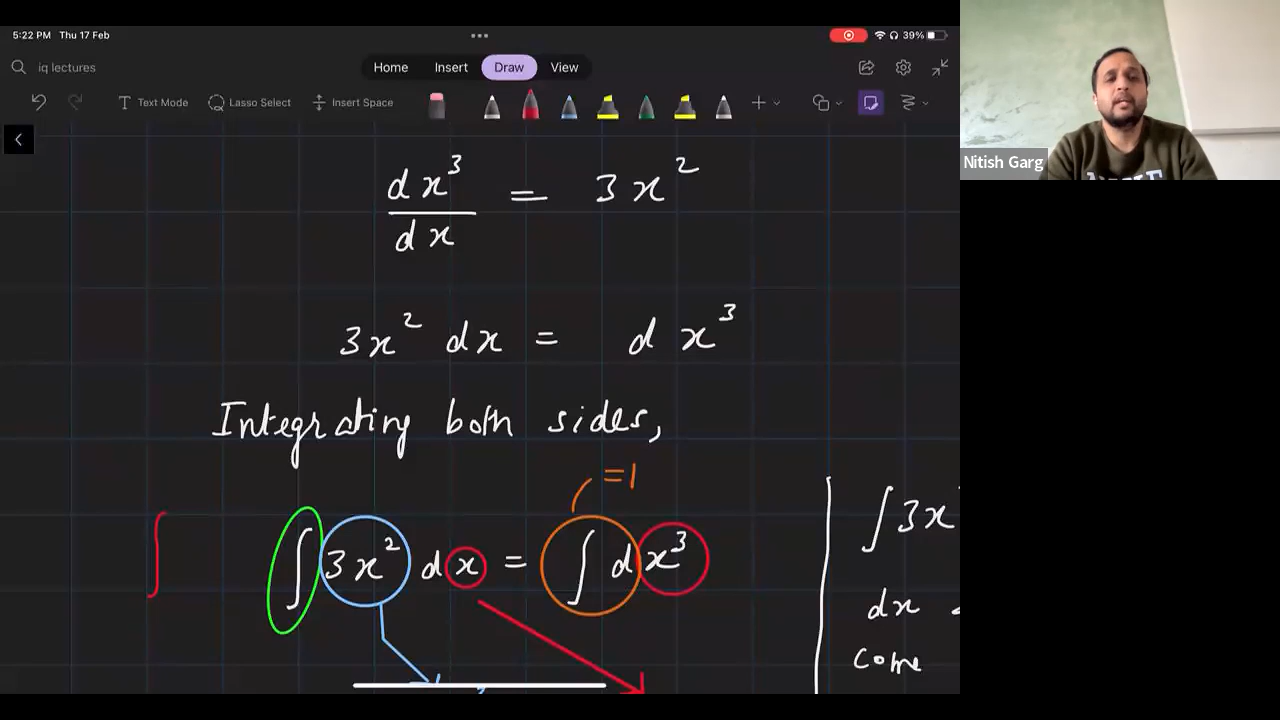 5:22 PM Thu 17 Feb
39%
iq lectures
Home Insert Draw View
Text Mode Lasso Select Insert Space
Nitish Garg
dx³/dx = 3x²
3x² dx = d x³
Integrating both sides,
=1
∫ 3x² dx = ∫ d x³
∫ 3x
dx
come